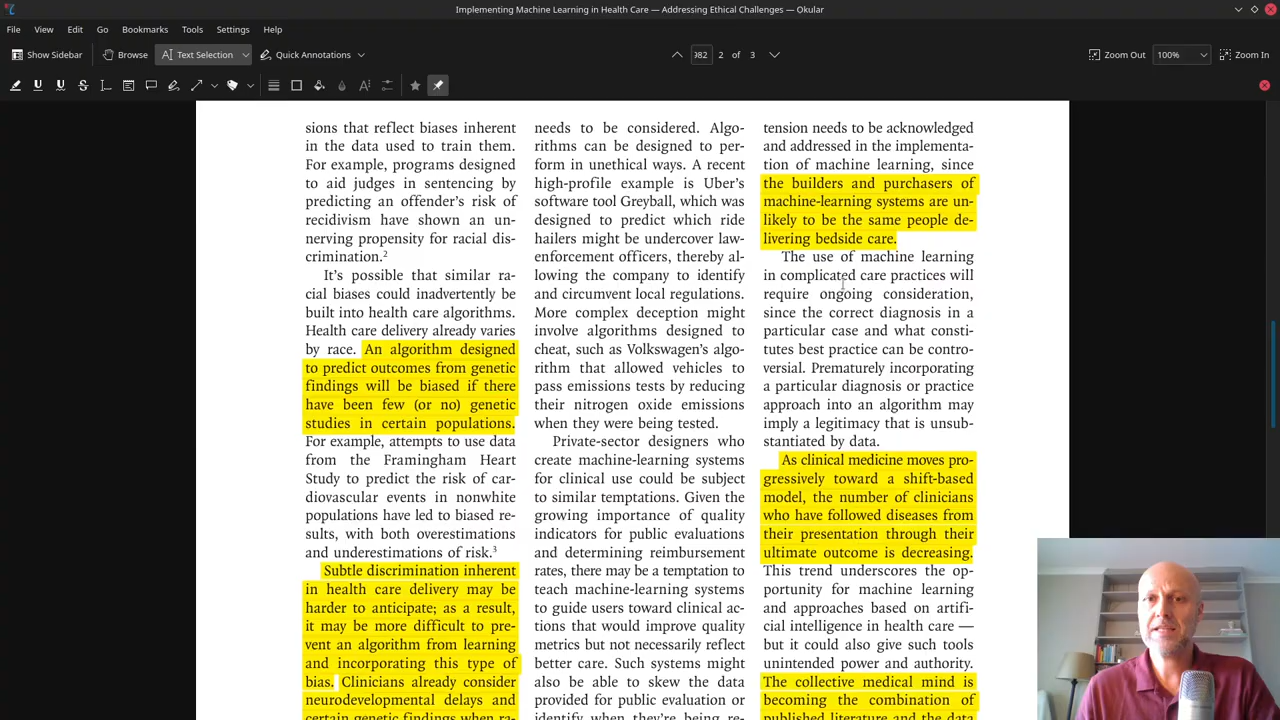 Implementing Machine Learning in Health Care — Addressing Ethical Challenges — Okular
File View Edit Go Bookmarks Tools Settings Help
Show Sidebar Browse Text Selection Quick Annotations 982 2 of 3 Zoom Out 100% Zoom In
sions that reflect biases inherent
in the data used to train them.
For example, programs designed
to aid judges in sentencing by
predicting an offender's risk of
recidivism have shown an un-
nerving propensity for racial dis-
crimination.2
It's possible that similar ra-
cial biases could inadvertently be
built into health care algorithms.
Health care delivery already varies
by race. An algorithm designed
to predict outcomes from genetic
findings will be biased if there
have been few (or no) genetic
studies in certain populations.
For example, attempts to use data
from the Framingham Heart
Study to predict the risk of car-
diovascular events in nonwhite
populations have led to biased re-
sults, with both overestimations
and underestimations of risk.3
Subtle discrimination inherent
in health care delivery may be
harder to anticipate; as a result,
it may be more difficult to pre-
vent an algorithm from learning
and incorporating this type of
bias. Clinicians already consider
neurodevelopmental delays and
certain genetic findings when ra-
needs to be considered. Algo-
rithms can be designed to per-
form in unethical ways. A recent
high-profile example is Uber's
software tool Greyball, which was
designed to predict which ride
hailers might be undercover law-
enforcement officers, thereby al-
lowing the company to identify
and circumvent local regulations.
More complex deception might
involve algorithms designed to
cheat, such as Volkswagen's algo-
rithm that allowed vehicles to
pass emissions tests by reducing
their nitrogen oxide emissions
when they were being tested.
Private-sector designers who
create machine-learning systems
for clinical use could be subject
to similar temptations. Given the
growing importance of quality
indicators for public evaluations
and determining reimbursement
rates, there may be a temptation to
teach machine-learning systems
to guide users toward clinical ac-
tions that would improve quality
metrics but not necessarily reflect
better care. Such systems might
also be able to skew the data
provided for public evaluation or
identify when they're being re-
tension needs to be acknowledged
and addressed in the implementa-
tion of machine learning, since
the builders and purchasers of
machine-learning systems are un-
likely to be the same people de-
livering bedside care.
The use of machine learning
in complicated care practices will
require ongoing consideration,
since the correct diagnosis in a
particular case and what consti-
tutes best practice can be contro-
versial. Prematurely incorporating
a particular diagnosis or practice
approach into an algorithm may
imply a legitimacy that is unsub-
stantiated by data.
As clinical medicine moves pro-
gressively toward a shift-based
model, the number of clinicians
who have followed diseases from
their presentation through their
ultimate outcome is decreasing.
This trend underscores the op-
portunity for machine learning
and approaches based on artifi-
cial intelligence in health care —
but it could also give such tools
unintended power and authority.
The collective medical mind is
becoming the combination of
published literature and the data